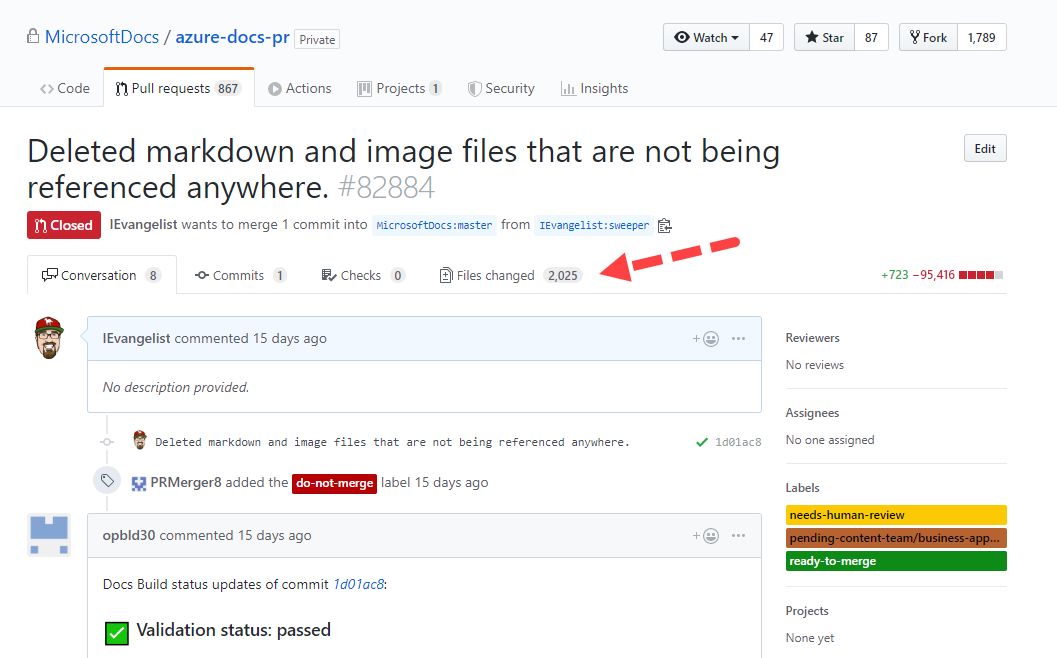 MicrosoftDocs / azure-docs-pr Private
Watch 47 Star 87 Fork 1,789
Code Pull requests 867 Actions Projects 1 Security Insights
Deleted markdown and image files that are not being
referenced anywhere. #82884
Edit
Closed IEvangelist wants to merge 1 commit into MicrosoftDocs:master from IEvangelist:sweeper
Conversation 8 Commits 1 Checks 0 Files changed 2,025 +723 −95,416
IEvangelist commented 15 days ago
No description provided.
Deleted markdown and image files that are not being referenced anywhere. 1d01ac8
PRMerger8 added the do-not-merge label 15 days ago
opbld30 commented 15 days ago
Docs Build status updates of commit 1d01ac8:
Validation status: passed
Reviewers
No reviews
Assignees
No one assigned
Labels
needs-human-review
pending-content-team/business-app...
ready-to-merge
Projects
None yet